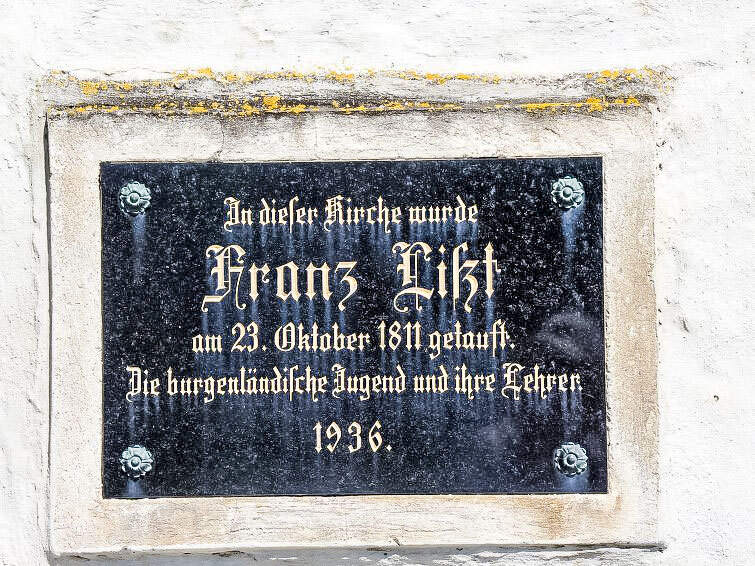 In dieſer Kirche wurde
Franz Liſzt
am 23. Oktober 1811 getauft.
Die burgenländiſche Jugend und ihre Lehrer.
1936.